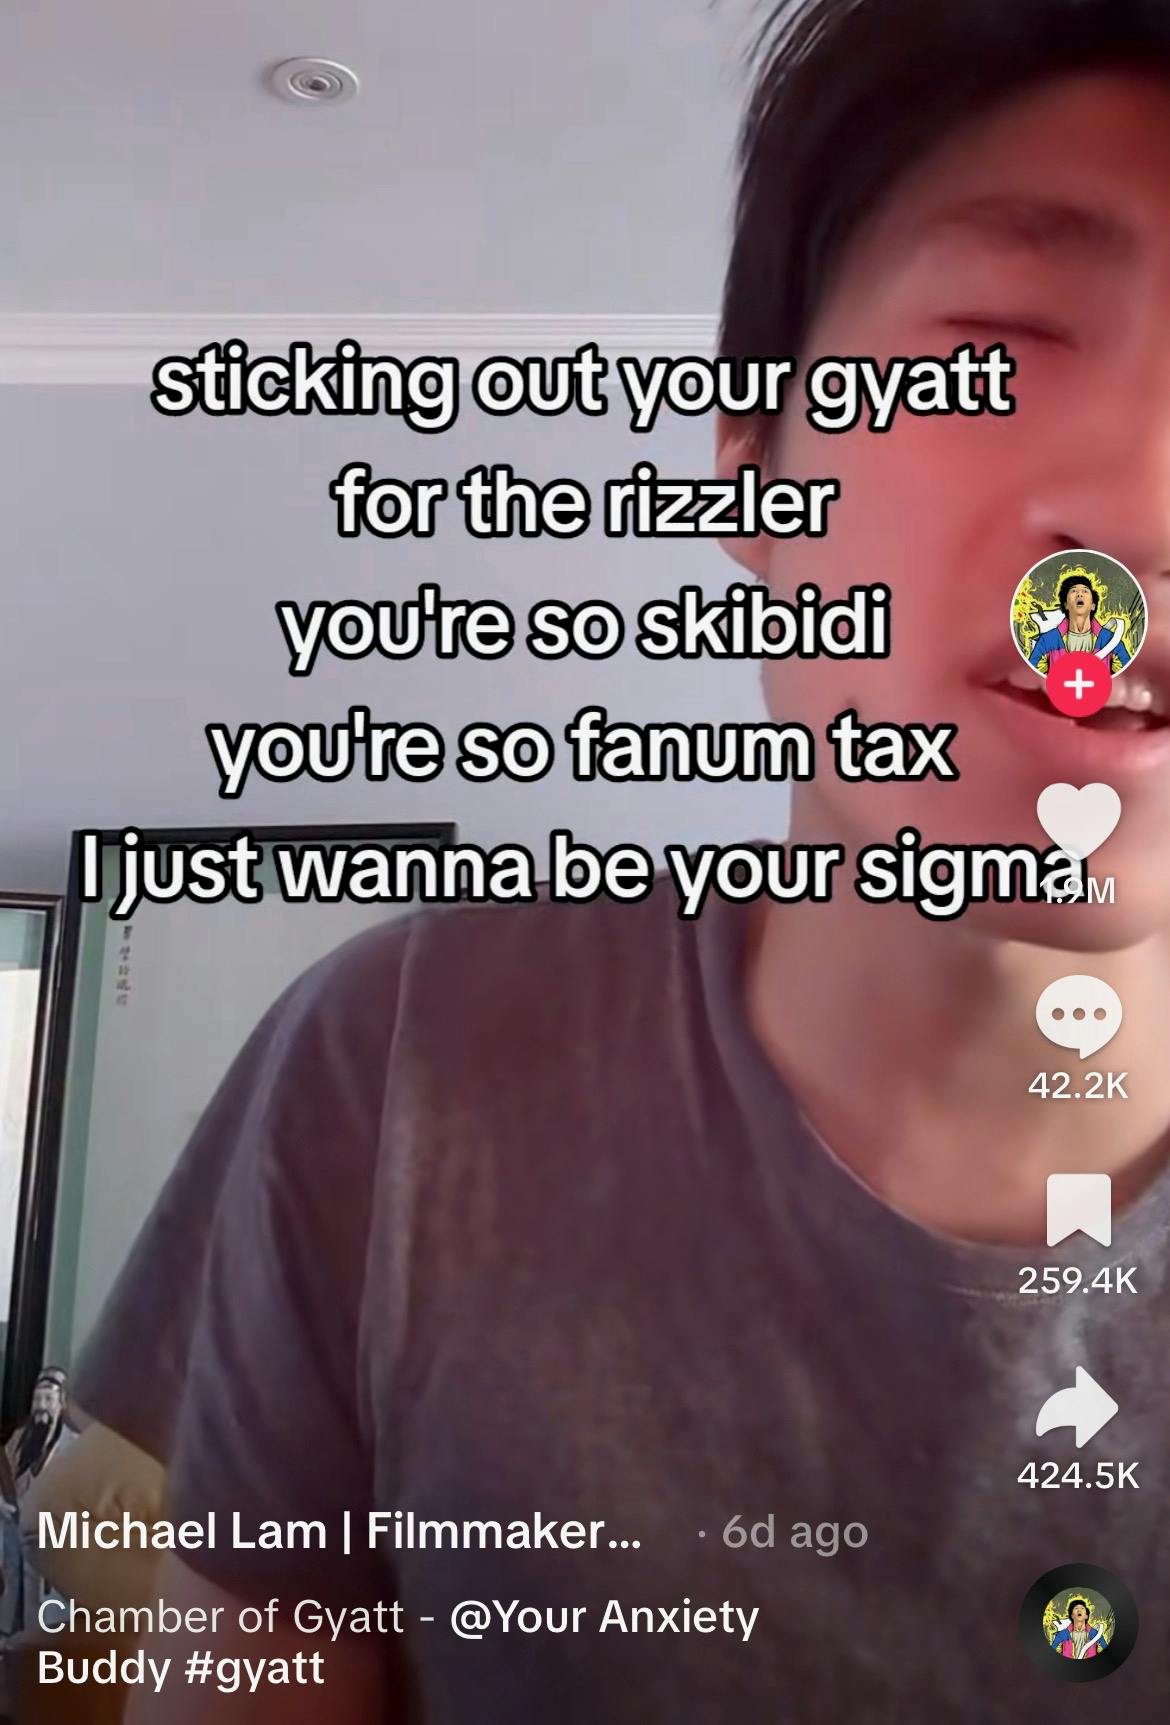 sticking out your gyatt
for the rizzler
you're so skibidi
you're so fanum tax
I just wanna be your sigma
1.9M
42.2K
259.4K
424.5K
Michael Lam | Filmmaker... · 6d ago
Chamber of Gyatt - @Your Anxiety
Buddy #gyatt